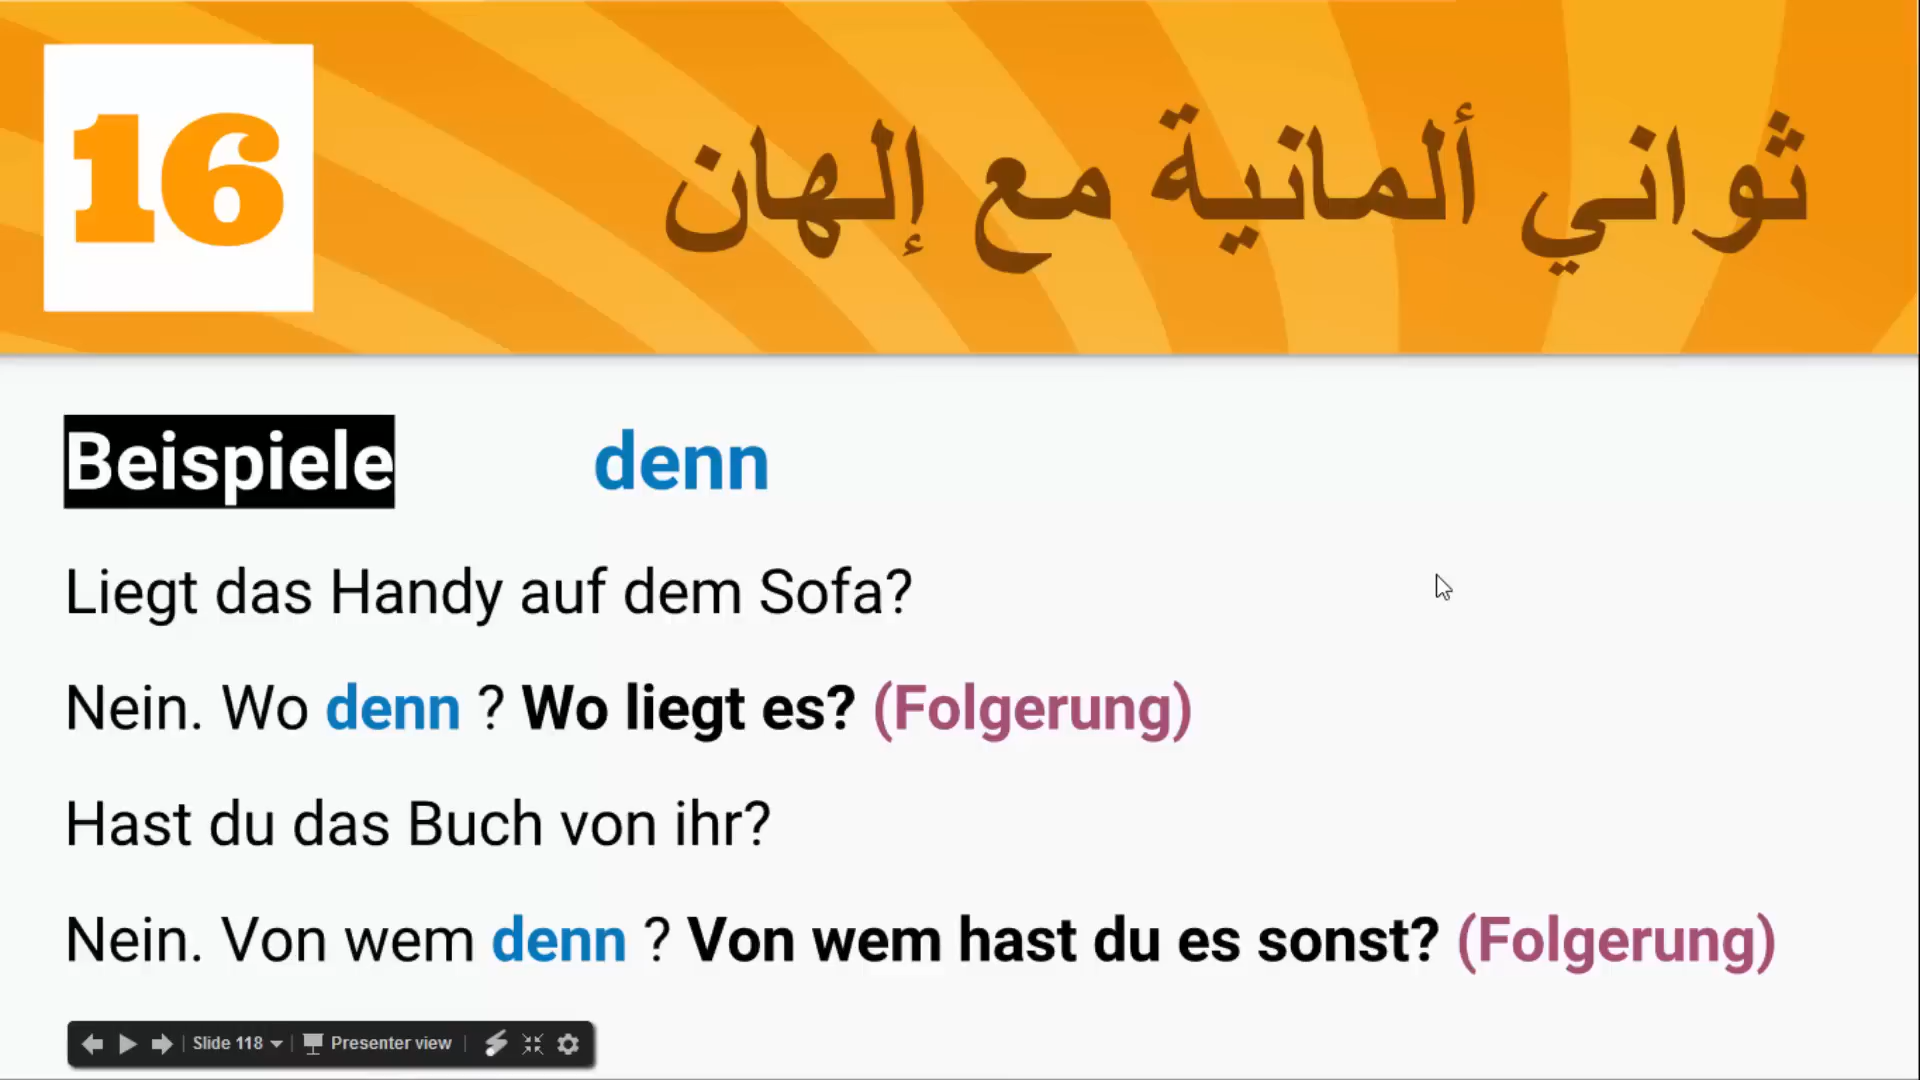 16
ثواني ألمانية مع إلهان
Beispiele denn
Liegt das Handy auf dem Sofa?
Nein. Wo denn ? Wo liegt es? (Folgerung)
Hast du das Buch von ihr?
Nein. Von wem denn ? Von wem hast du es sonst? (Folgerung)
Slide 118 Presenter view